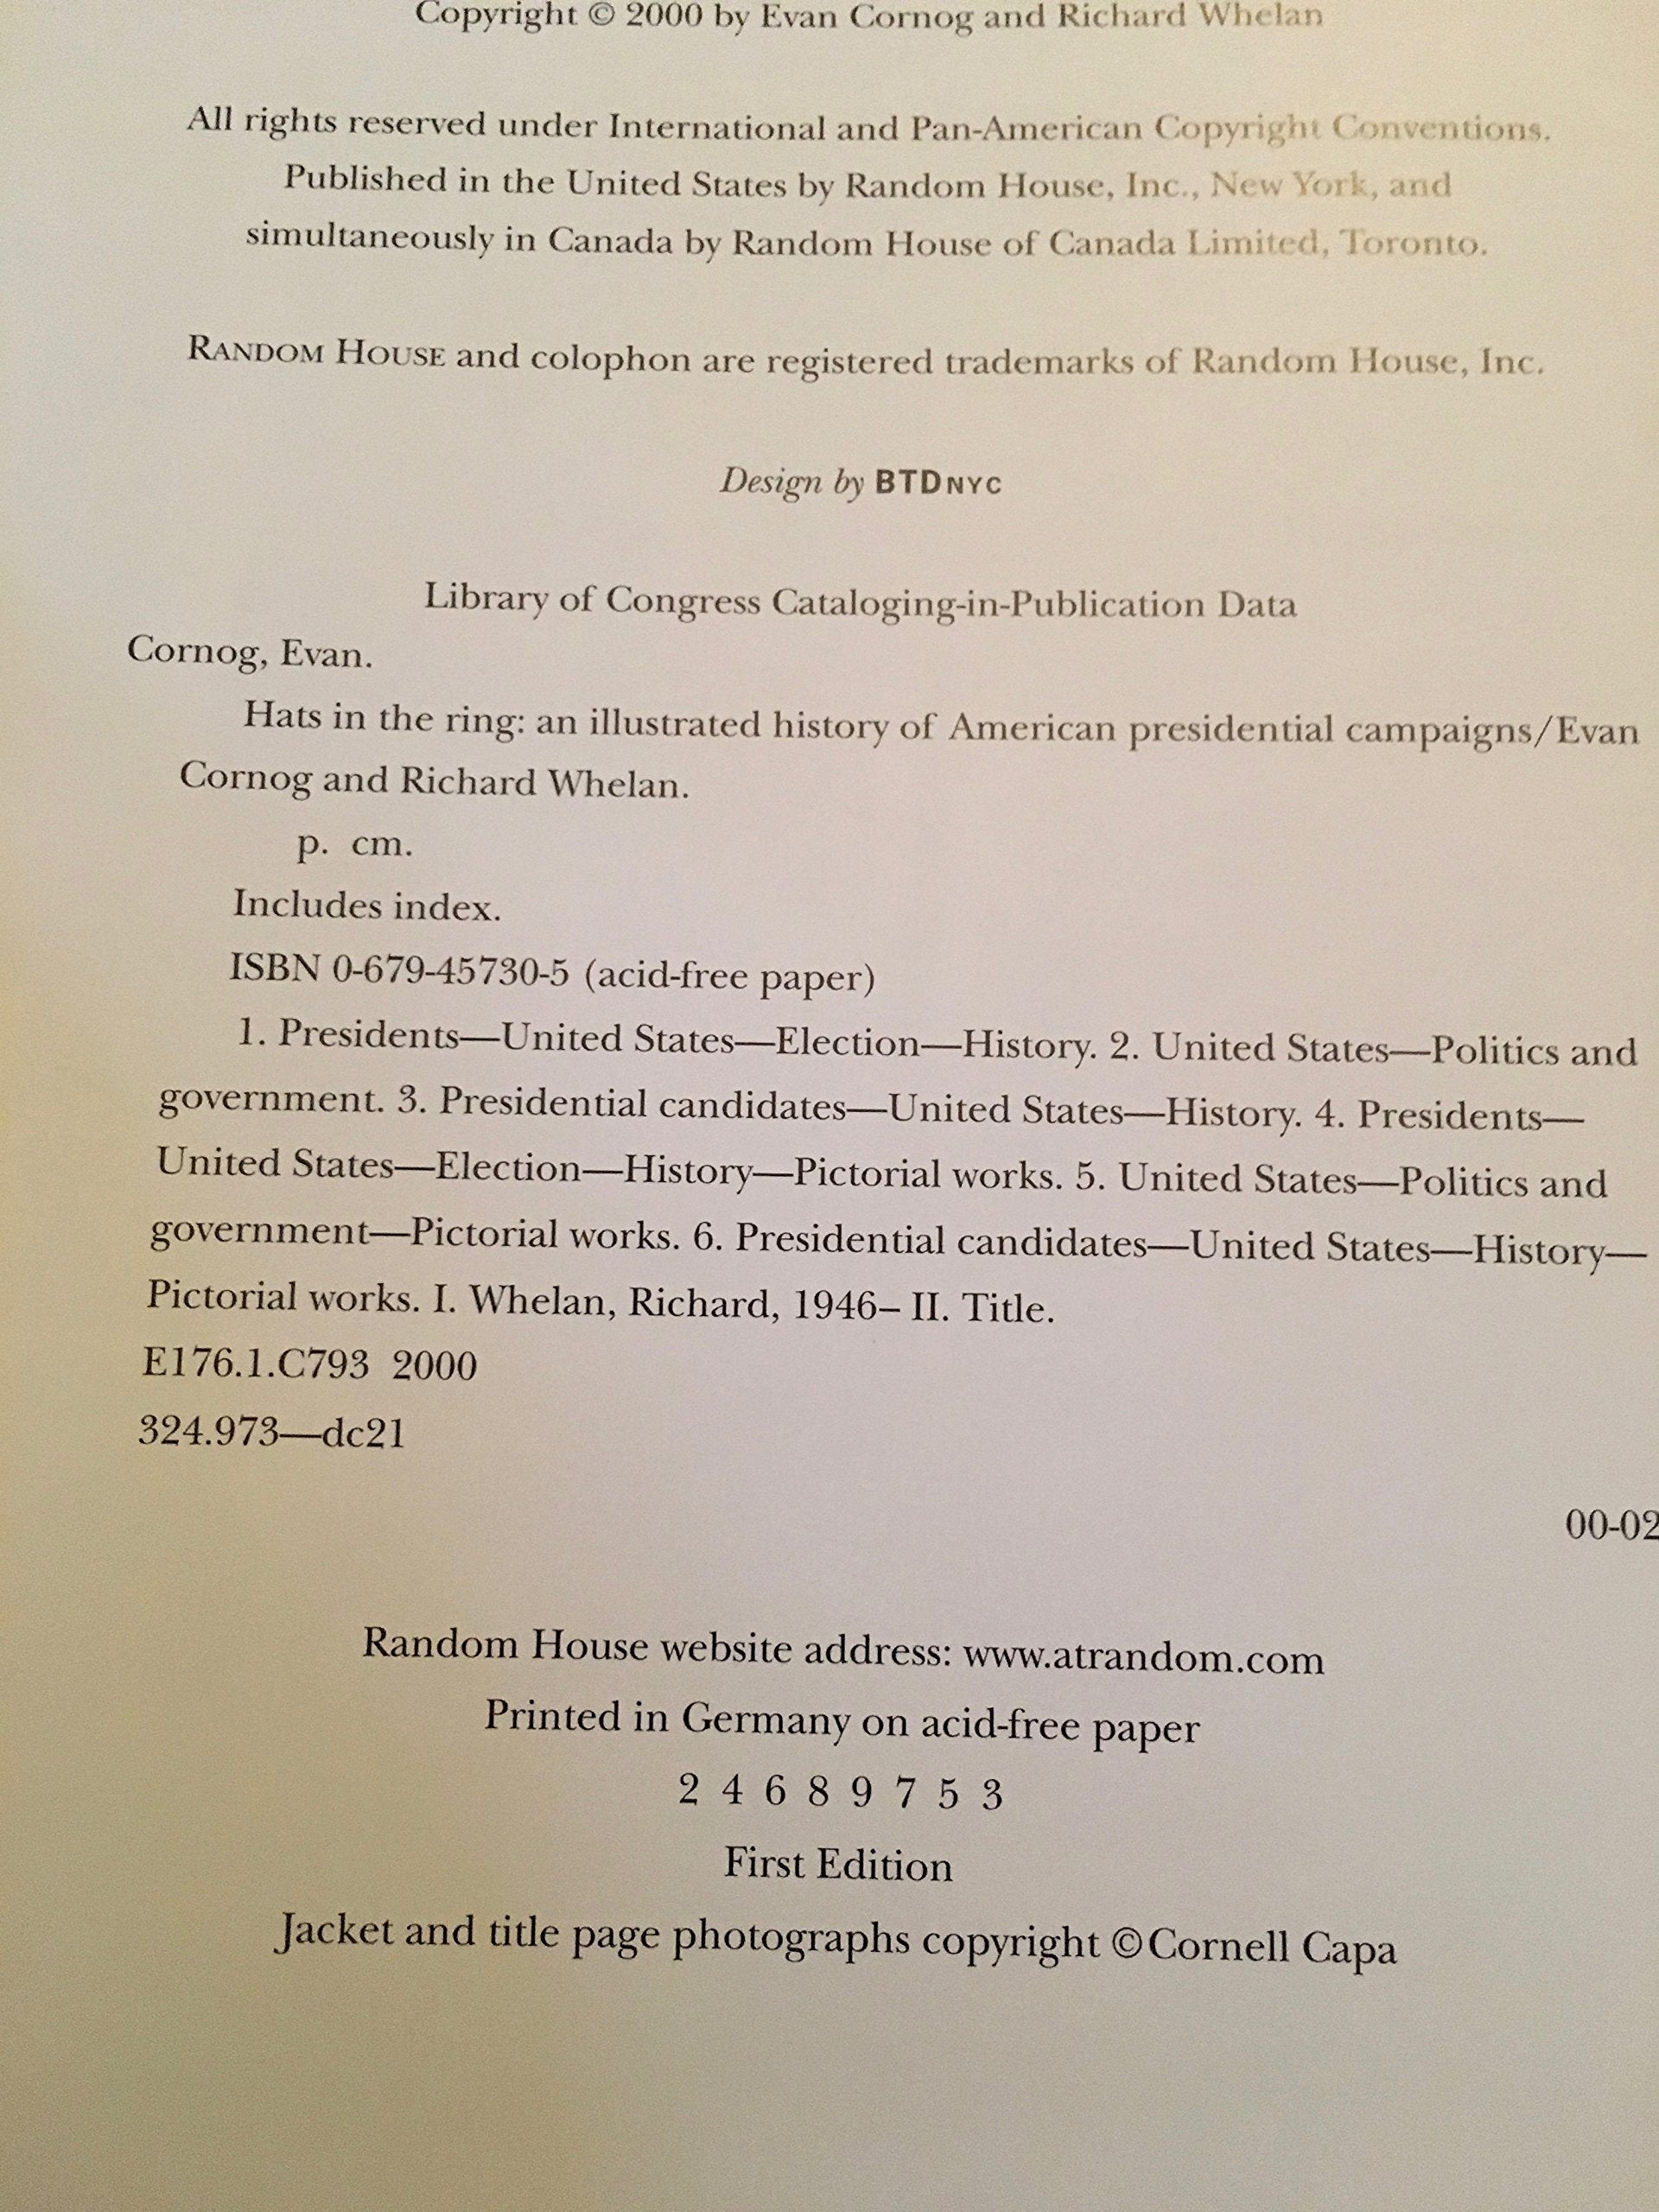 Copyright © 2000 by Evan Cornog and Richard Whelan
All rights reserved under International and Pan-American Copyright Conventions.
Published in the United States by Random House, Inc., New York, and
simultaneously in Canada by Random House of Canada Limited, Toronto.
RANDOM HOUSE and colophon are registered trademarks of Random House, Inc.
Design by BTDNYC
Library of Congress Cataloging-in-Publication Data
Cornog, Evan.
Hats in the ring: an illustrated history of American presidential campaigns/Evan
Cornog and Richard Whelan.
p. cm.
Includes index.
ISBN 0-679-45730-5 (acid-free paper)
1. Presidents—United States—Election—History. 2. United States—Politics and
government. 3. Presidential candidates—United States—History. 4. Presidents—
United States—Election—History—Pictorial works. 5. United States—Politics and
government—Pictorial works. 6. Presidential candidates—United States—History—
Pictorial works. I. Whelan, Richard, 1946– II. Title.
E176.1.C793 2000
324.973—dc21
00-02
Random House website address: www.atrandom.com
Printed in Germany on acid-free paper
2 4 6 8 9 7 5 3
First Edition
Jacket and title page photographs copyright © Cornell Capa